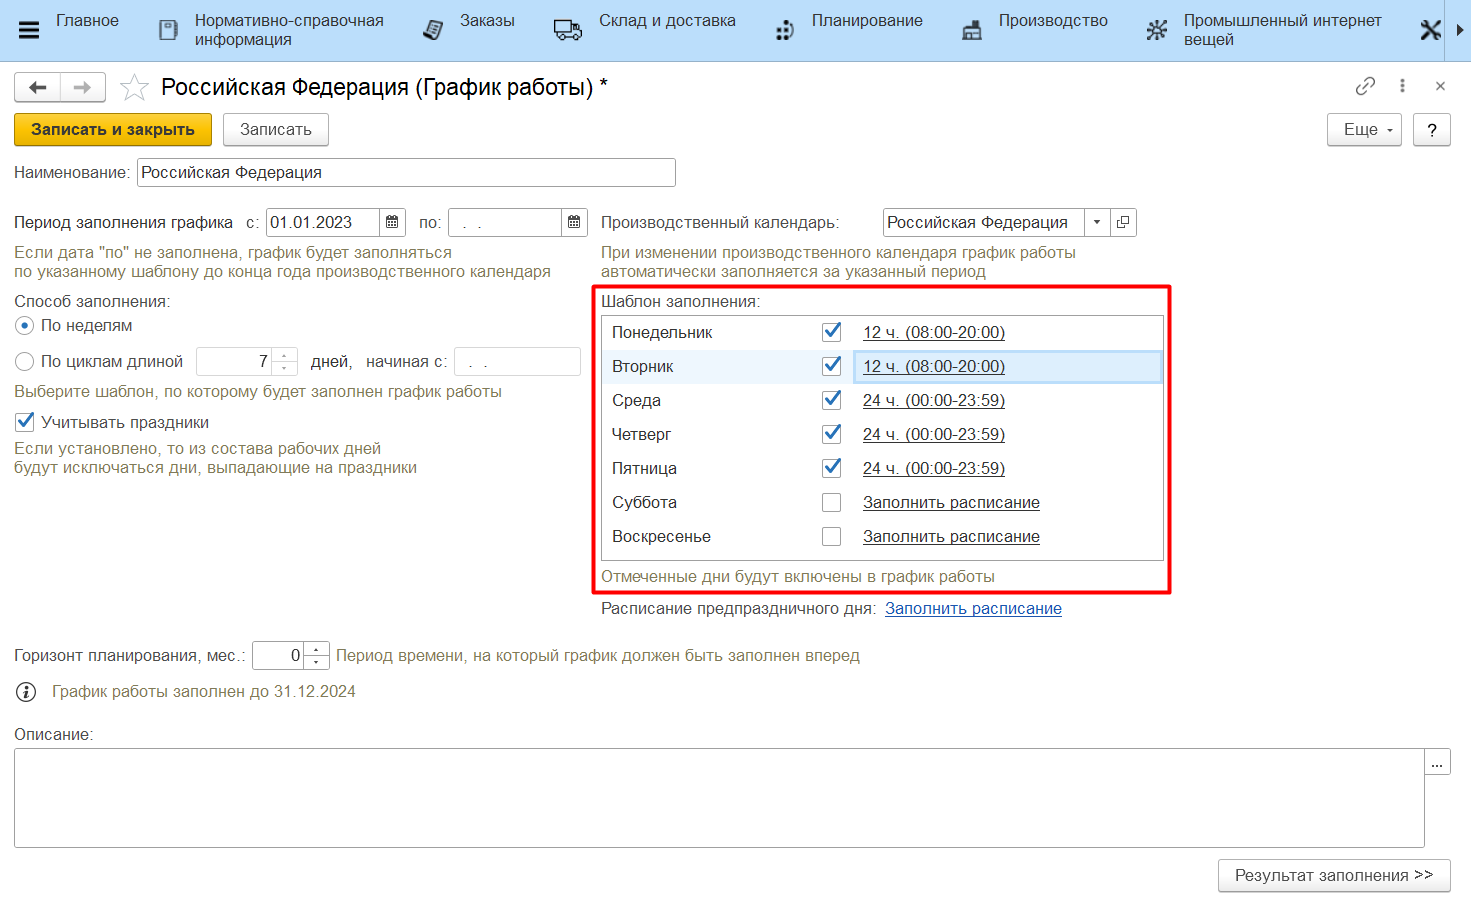 Главное
Нормативно-справочная
информация
Заказы
Склад и доставка
Планирование
Производство
Промышленный интернет
вещей
Российская Федерация (График работы) *
Записать и закрыть
Записать
Еще
?
Наименование: Российская Федерация
Период заполнения графика с: 01.01.2023 по: . .
Производственный календарь: Российская Федерация
Если дата "по" не заполнена, график будет заполняться
по указанному шаблону до конца года производственного календаря
При изменении производственного календаря график работы
автоматически заполняется за указанный период
Способ заполнения:
По неделям
По циклам длиной 7 дней, начиная с: . .
Выберите шаблон, по которому будет заполнен график работы
Учитывать праздники
Если установлено, то из состава рабочих дней
будут исключаться дни, выпадающие на праздники
Шаблон заполнения:
Понедельник 12 ч. (08:00-20:00)
Вторник 12 ч. (08:00-20:00)
Среда 24 ч. (00:00-23:59)
Четверг 24 ч. (00:00-23:59)
Пятница 24 ч. (00:00-23:59)
Суббота Заполнить расписание
Воскресенье Заполнить расписание
Отмеченные дни будут включены в график работы
Расписание предпраздничного дня: Заполнить расписание
Горизонт планирования, мес.: 0 Период времени, на который график должен быть заполнен вперед
График работы заполнен до 31.12.2024
Описание:
...
Результат заполнения >>